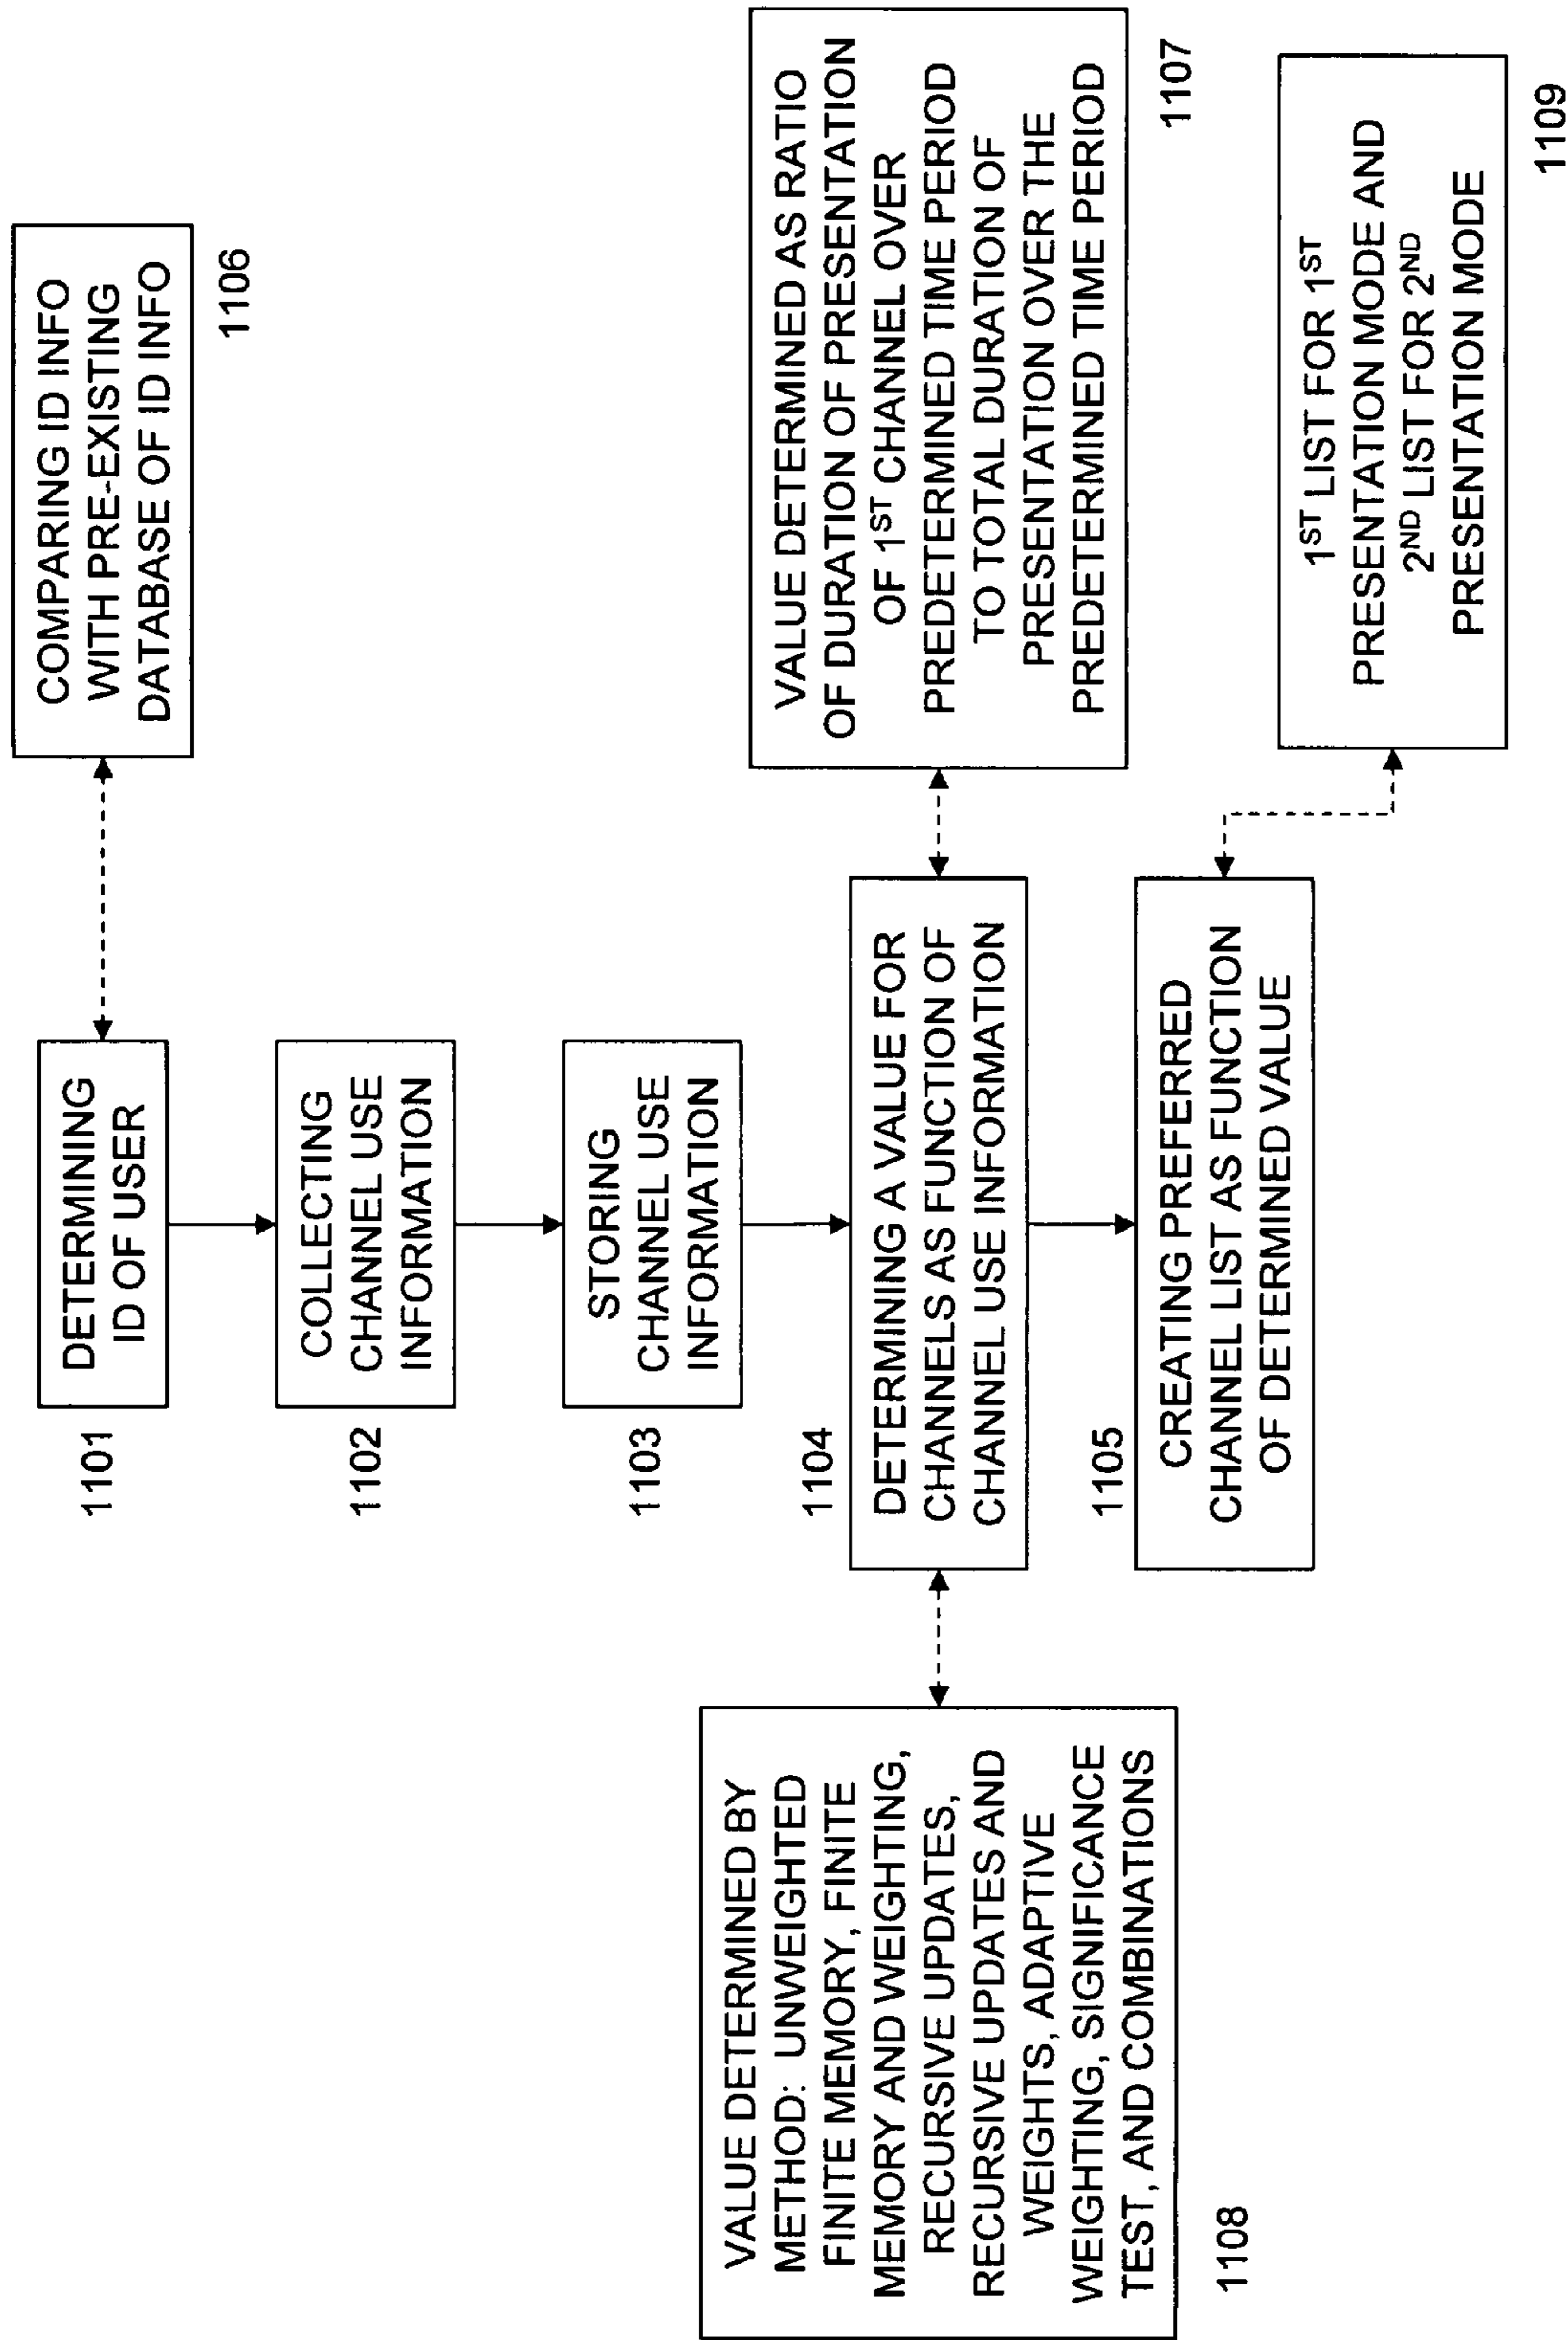 DETERMINING
ID OF USER
1101
COMPARING ID INFO
WITH PRE-EXISTING
DATABASE OF ID INFO
1106
COLLECTING
CHANNEL USE
INFORMATION
1102
STORING
CHANNEL USE
INFORMATION
1103
VALUE DETERMINED BY
METHOD: UNWEIGHTED
FINITE MEMORY, FINITE
MEMORY AND WEIGHTING,
RECURSIVE UPDATES,
RECURSIVE UPDATES AND
WEIGHTS, ADAPTIVE
WEIGHTING, SIGNIFICANCE
TEST, AND COMBINATIONS
1108
1104
DETERMINING A VALUE FOR
CHANNELS AS FUNCTION OF
CHANNEL USE INFORMATION
VALUE DETERMINED AS RATIO
OF DURATION OF PRESENTATION
OF 1ST CHANNEL OVER
PREDETERMINED TIME PERIOD
TO TOTAL DURATION OF
PRESENTATION OVER THE
PREDETERMINED TIME PERIOD
1107
1105
CREATING PREFERRED
CHANNEL LIST AS FUNCTION
OF DETERMINED VALUE
1ST LIST FOR 1ST
PRESENTATION MODE AND
2ND LIST FOR 2ND
PRESENTATION MODE
1109